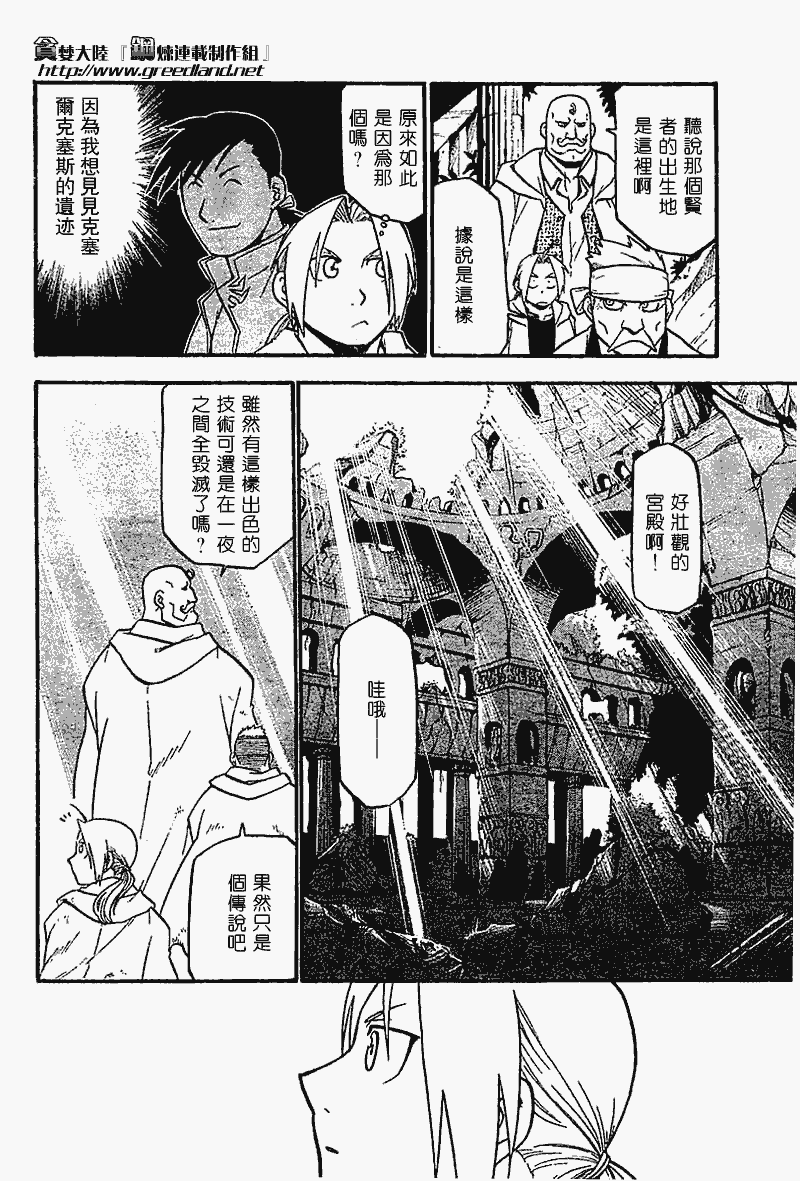 貪婪大陸『鋼煉連載制作組』
http://www.greedland.net
聽說那個賢
者的出生地
是這裡啊
據說是這樣
原來如此
是因為那
個嗎？
因為我想見見克塞
爾克塞斯的遺迹
好壯觀的
宮殿啊！
哇哦——
雖然有這樣出色的
技術可還是在一夜
之間全毀滅了嗎？
果然只是
個傳說吧